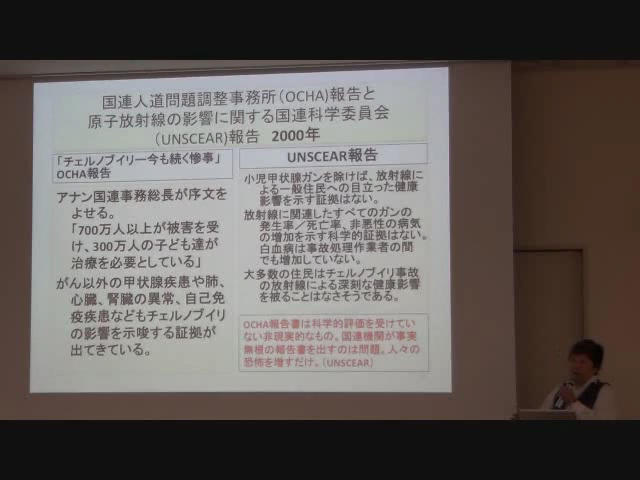 国連人道問題調整事務所(OCHA)報告と
原子放射線の影響に関する国連科学委員会
(UNSCEAR)報告 2000年
「チェルノブイリー今も続く惨事」
OCHA報告
アナン国連事務総長が序文を
よせる。
「700万人以上が被害を受
け、300万人の子ども達が
治療を必要としている」
がん以外の甲状腺疾患や肺、
心臓、腎臓の異常、自己免
疫疾患などもチェルノブイリ
の影響を示唆する証拠が
出てきている。
UNSCEAR報告
小児甲状腺ガンを除けば、放射線に
よる一般住民への目立った健康
影響を示す証拠はない。
放射線に関連したすべてのガンの
発生率/死亡率、非悪性の病気
の増加を示す科学的証拠はない。
白血病は事故処理作業者の間
でも増加していない。
大多数の住民はチェルノブイリ事故
の放射線による深刻な健康影響
を被ることはなさそうである。
OCHA報告書は科学的評価を受けてい
ない非現実的なもの。国連機関が事実
無根の報告書を出すのは問題。人々の
恐怖を増すだけ。(UNSCEAR)